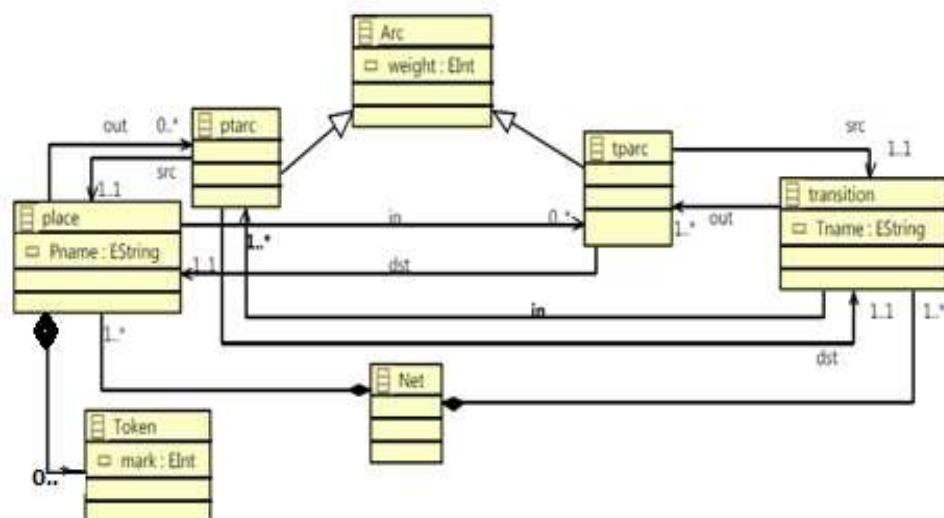 Arc
weight : EInt
out
0..*
ptarc
src
1..1
tparc
src
1..1
place
Pname : EString
in
0..*
1..*
out
1..*
transition
Tname : EString
1..1
dst
in
1..1
1..*
dst
1..*
Net
Token
mark : EInt
0..